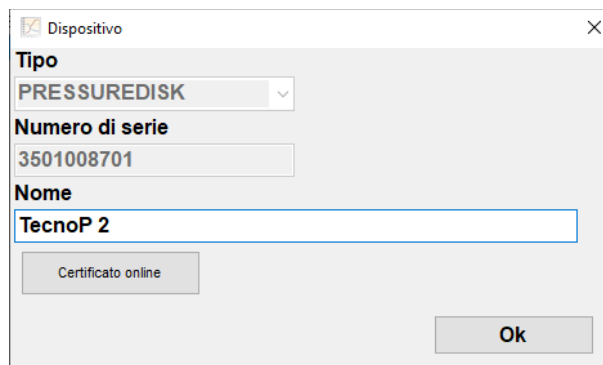 Dispositivo
Tipo
PRESSUREDISK
Numero di serie
3501008701
Nome
TecnoP 2
Certificato online
Ok